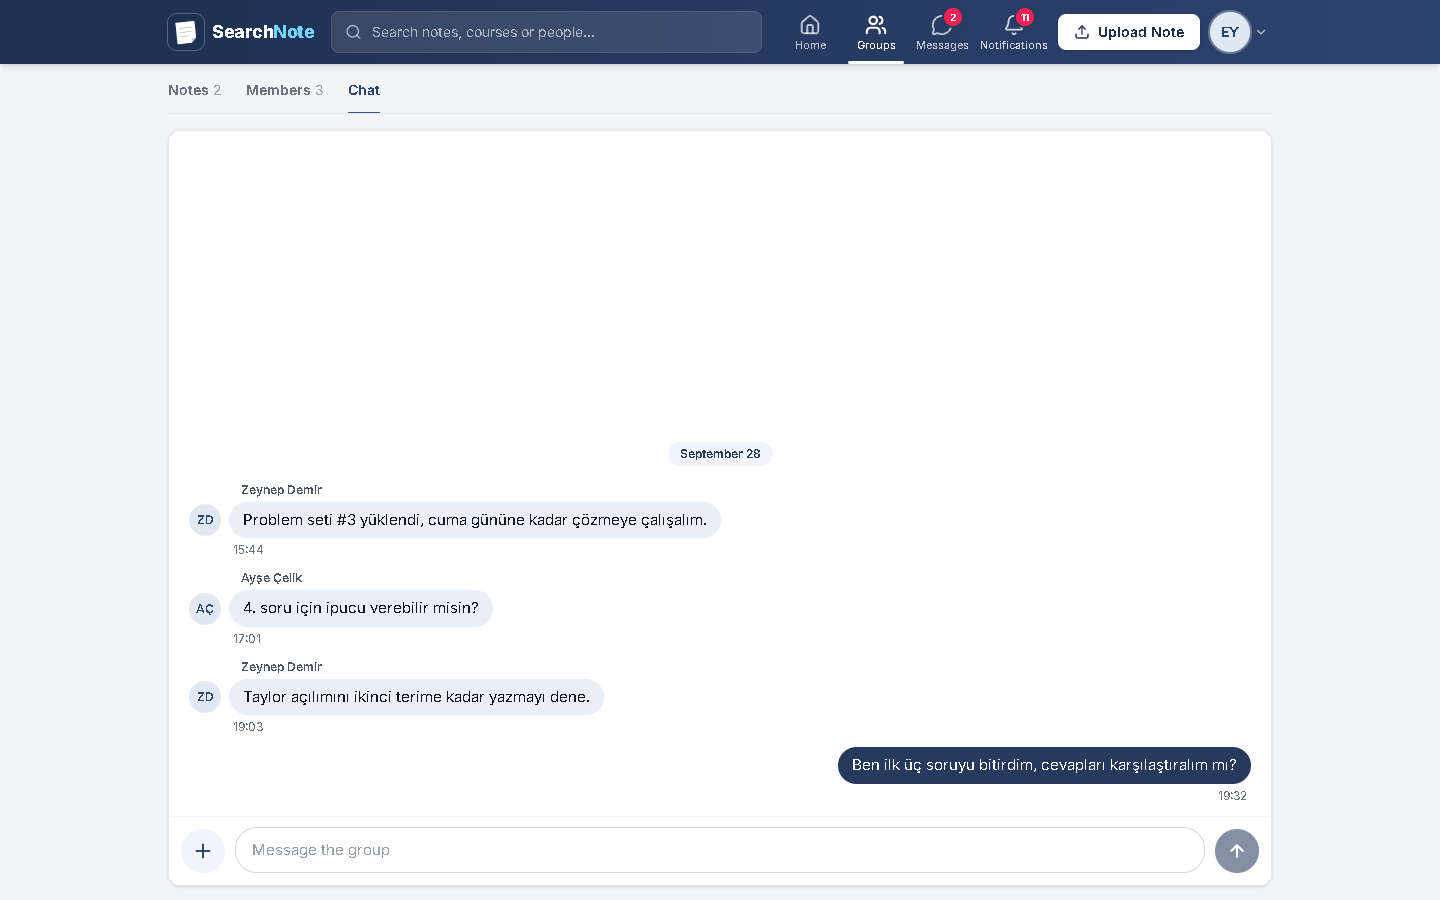 SearchNote
Search notes, courses or people...
Home
Groups
2
Messages
11
Notifications
Upload Note
EY
Notes 2
Members 3
Chat
September 28
Zeynep Demir
ZD
Problem seti #3 yüklendi, cuma gününe kadar çözmeye çalışalım.
15:44
Ayşe Çelik
AÇ
4. soru için ipucu verebilir misin?
17:01
Zeynep Demir
ZD
Taylor açılımını ikinci terime kadar yazmayı dene.
19:03
Ben ilk üç soruyu bitirdim, cevapları karşılaştıralım mı?
19:32
Message the group